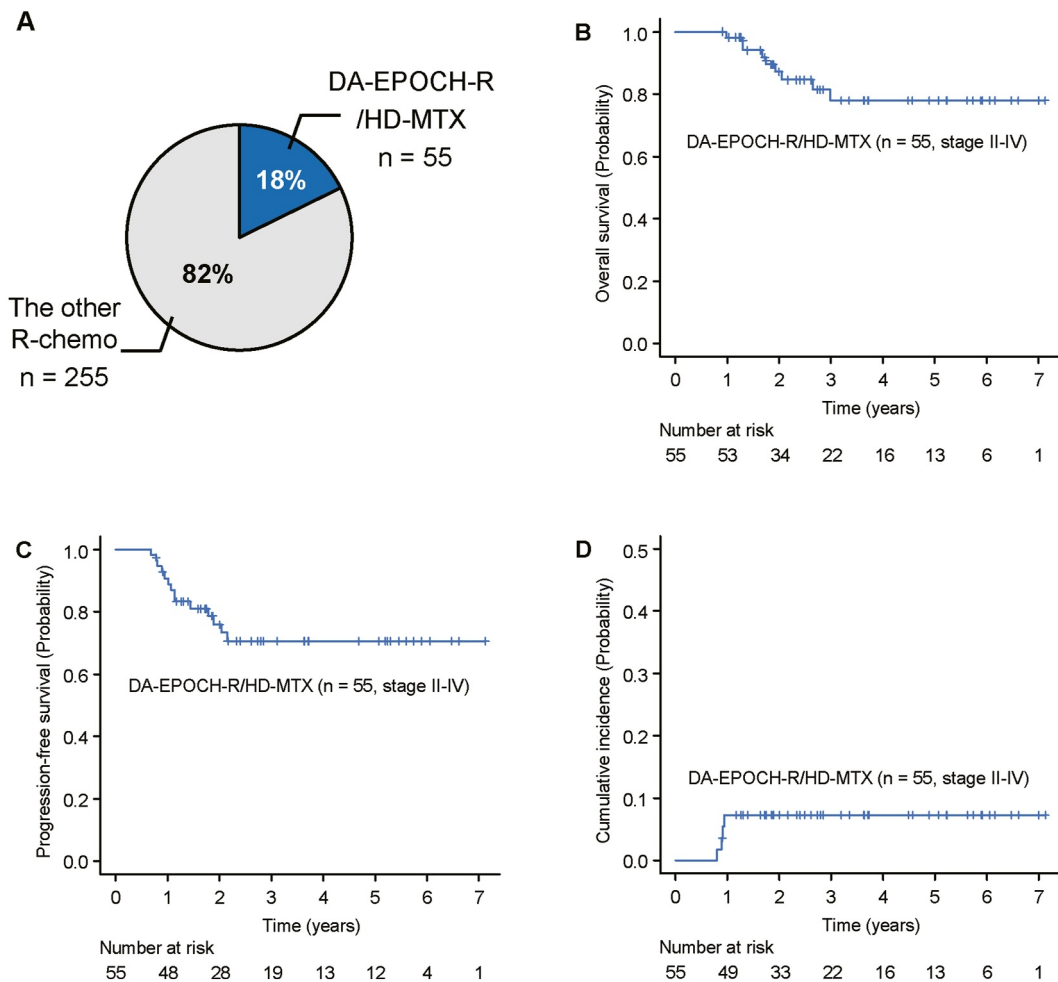 A
DA-EPOCH-R
/HD-MTX
n = 55
18%
82%
The other
R-chemo
n = 255
B
Overall survival (Probability)
1.0
0.8
0.6
0.4
0.2
0.0
DA-EPOCH-R/HD-MTX (n = 55, stage II-IV)
0 1 2 3 4 5 6 7
Time (years)
Number at risk
55 53 34 22 16 13 6 1
C
Progression-free survival (Probability)
1.0
0.8
0.6
0.4
0.2
0.0
DA-EPOCH-R/HD-MTX (n = 55, stage II-IV)
0 1 2 3 4 5 6 7
Time (years)
Number at risk
55 48 28 19 13 12 4 1
D
Cumulative incidence (Probability)
0.5
0.4
0.3
0.2
0.1
0.0
DA-EPOCH-R/HD-MTX (n = 55, stage II-IV)
0 1 2 3 4 5 6 7
Time (years)
Number at risk
55 49 33 22 16 13 6 1